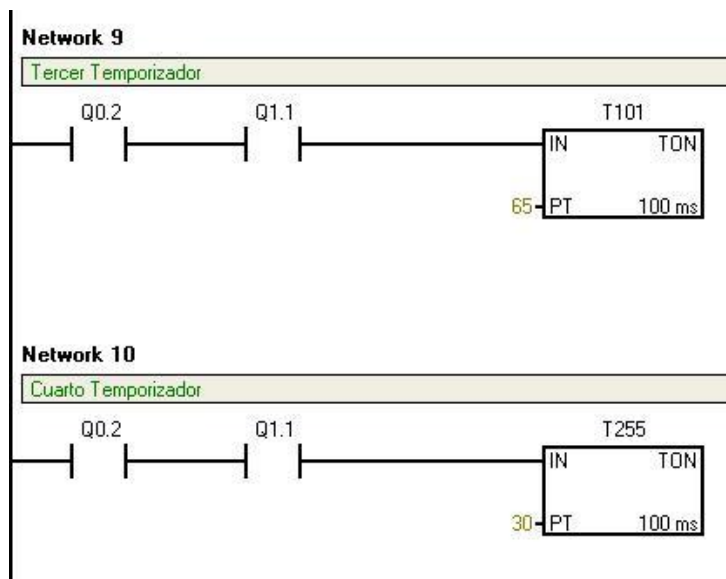 Network 9
Tercer Temporizador
Q0.2 Q1.1 T101
IN TON
65 PT 100 ms
Network 10
Cuarto Temporizador
Q0.2 Q1.1 T255
IN TON
30 PT 100 ms